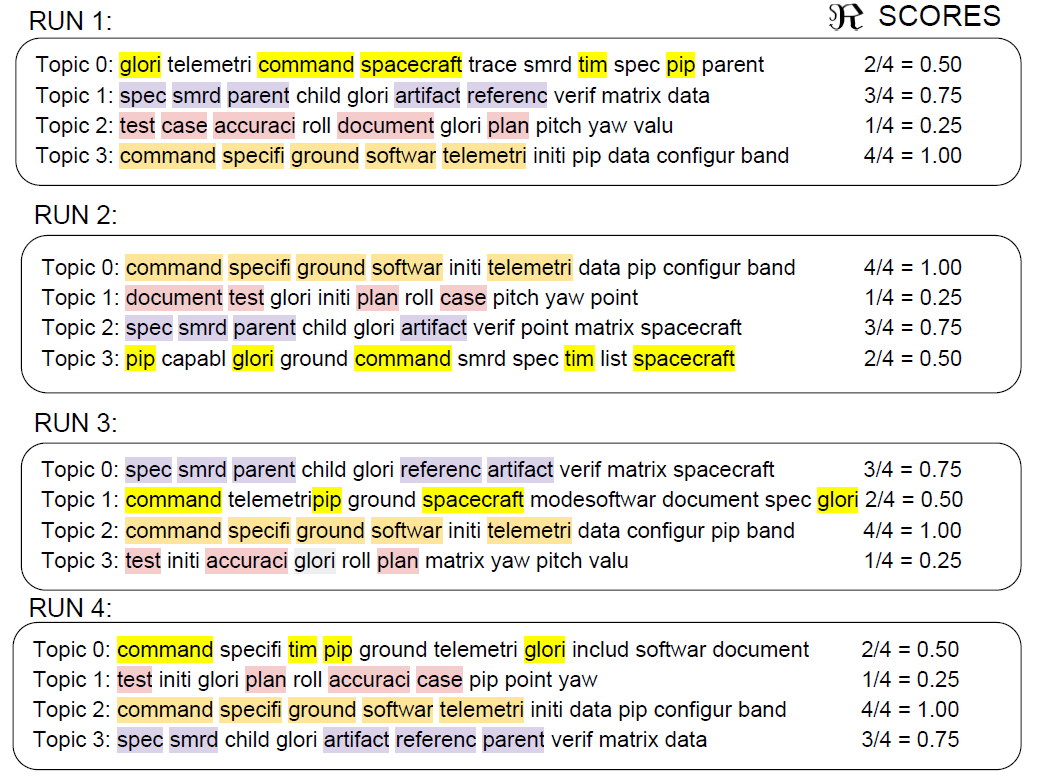 RUN 1:
ℜ SCORES
Topic 0: glori telemetri command spacecraft trace smrd tim spec pip parent 2/4 = 0.50
Topic 1: spec smrd parent child glori artifact referenc verif matrix data 3/4 = 0.75
Topic 2: test case accuraci roll document glori plan pitch yaw valu 1/4 = 0.25
Topic 3: command specifi ground softwar telemetri initi pip data configur band 4/4 = 1.00
RUN 2:
Topic 0: command specifi ground softwar initi telemetri data pip configur band 4/4 = 1.00
Topic 1: document test glori initi plan roll case pitch yaw point 1/4 = 0.25
Topic 2: spec smrd parent child glori artifact verif point matrix spacecraft 3/4 = 0.75
Topic 3: pip capabl glori ground command smrd spec tim list spacecraft 2/4 = 0.50
RUN 3:
Topic 0: spec smrd parent child glori referenc artifact verif matrix spacecraft 3/4 = 0.75
Topic 1: command telemetripip ground spacecraft modesoftwar document spec glori 2/4 = 0.50
Topic 2: command specifi ground softwar initi telemetri data configur pip band 4/4 = 1.00
Topic 3: test initi accuraci glori roll plan matrix yaw pitch valu 1/4 = 0.25
RUN 4:
Topic 0: command specifi tim pip ground telemetri glori includ softwar document 2/4 = 0.50
Topic 1: test initi glori plan roll accuraci case pip point yaw 1/4 = 0.25
Topic 2: command specifi ground softwar telemetri initi data pip configur band 4/4 = 1.00
Topic 3: spec smrd child glori artifact referenc parent verif matrix data 3/4 = 0.75